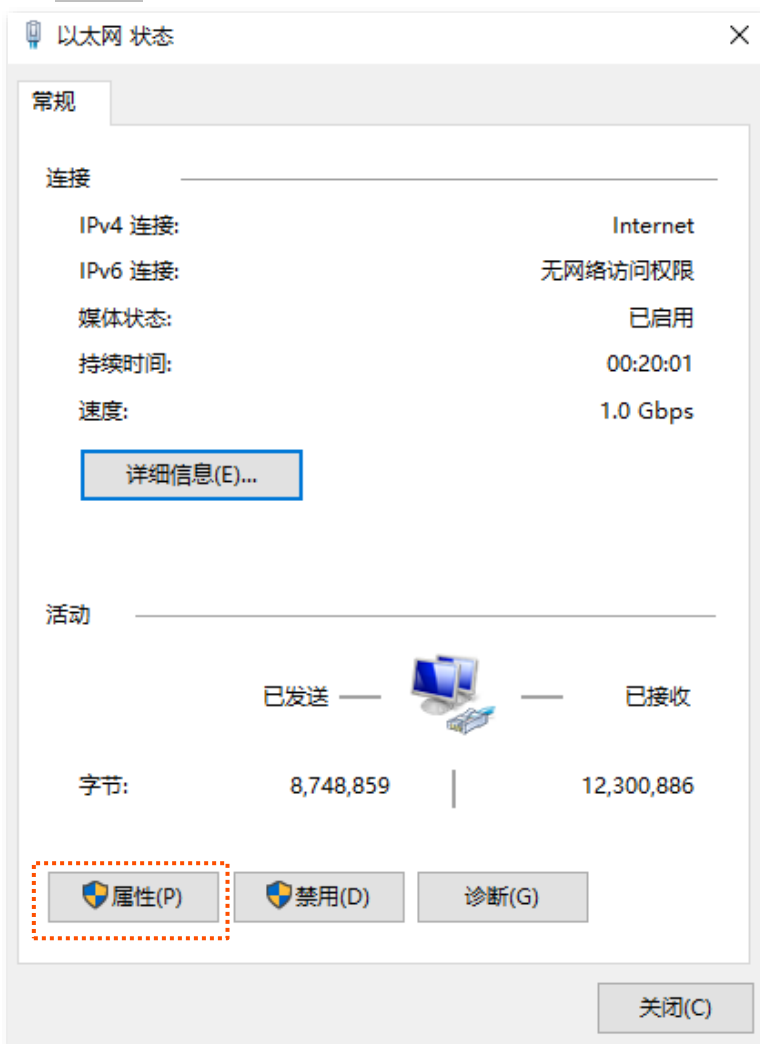 以太网 状态
常规
连接
IPv4 连接: Internet
IPv6 连接: 无网络访问权限
媒体状态: 已启用
持续时间: 00:20:01
速度: 1.0 Gbps
详细信息(E)...
活动
已发送 — — 已接收
字节: 8,748,859 | 12,300,886
属性(P) 禁用(D) 诊断(G)
关闭(C)